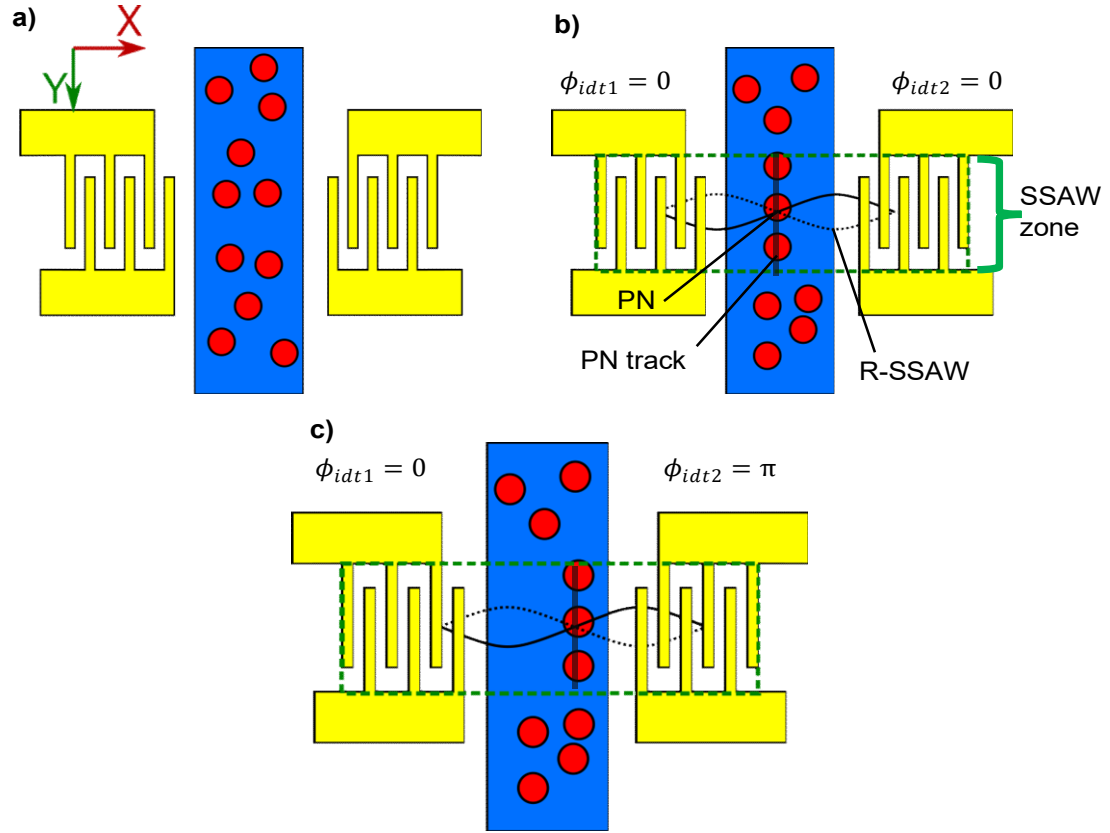 a)
X
Y
b)
𝜙𝑖𝑑𝑡1 = 0
𝜙𝑖𝑑𝑡2 = 0
SSAW
zone
PN
PN track
R-SSAW
c)
𝜙𝑖𝑑𝑡1 = 0
𝜙𝑖𝑑𝑡2 = π